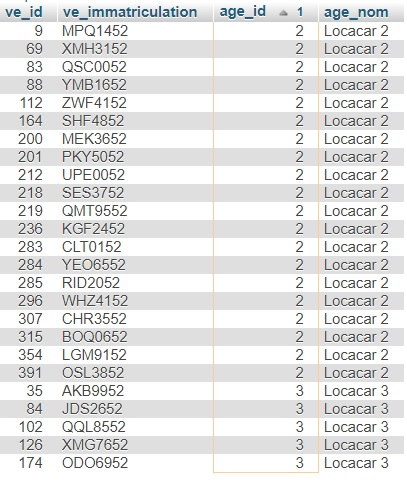 ve_id ve_immatriculation age_id 1 age_nom
9 MPQ1452 2 Locacar 2
69 XMH3152 2 Locacar 2
83 QSC0052 2 Locacar 2
88 YMB1652 2 Locacar 2
112 ZWF4152 2 Locacar 2
164 SHF4852 2 Locacar 2
200 MEK3652 2 Locacar 2
201 PKY5052 2 Locacar 2
212 UPE0052 2 Locacar 2
218 SES3752 2 Locacar 2
219 QMT9552 2 Locacar 2
236 KGF2452 2 Locacar 2
283 CLT0152 2 Locacar 2
284 YEO6552 2 Locacar 2
285 RID2052 2 Locacar 2
296 WHZ4152 2 Locacar 2
307 CHR3552 2 Locacar 2
315 BOQ0652 2 Locacar 2
354 LGM9152 2 Locacar 2
391 OSL3852 2 Locacar 2
35 AKB9952 3 Locacar 3
84 JDS2652 3 Locacar 3
102 QQL8552 3 Locacar 3
126 XMG7652 3 Locacar 3
174 ODO6952 3 Locacar 3